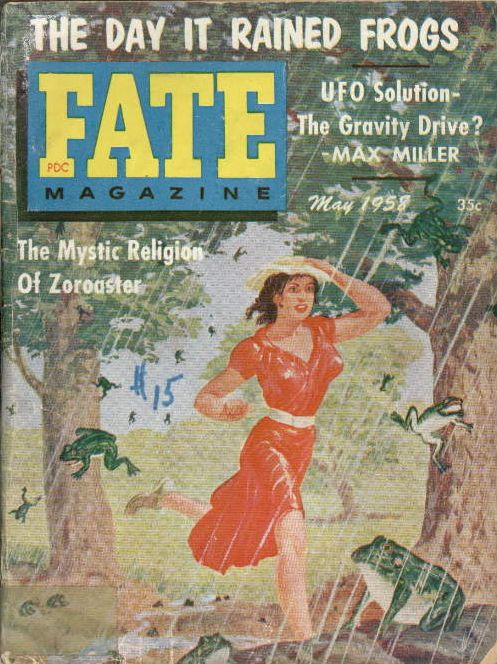 THE DAY IT RAINED FROGS
FATE
PDC
MAGAZINE
UFO Solution-
The Gravity Drive?
-MAX MILLER
May 1958 35c
The Mystic Religion
Of Zoroaster
#15